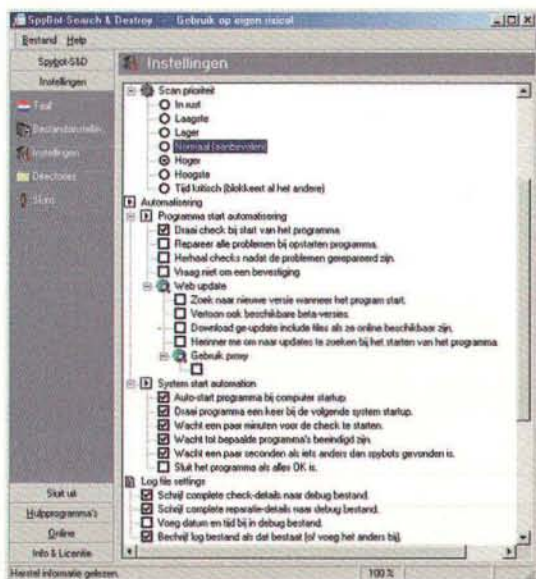 SpyBot-Search & Destroy - Gebruik op eigen risico!
Bestand Help
Spybot-S&D
Instellingen
Taal
Bestandsinstellin
Instellingen
Directories
Skins
Sluit uit
Hulpprogramma's
Online
Info & Licentie
Instellingen
Scan prioriteit
In rust
Laagste
Lager
Normaal (aanbevolen)
Hoger
Hoogste
Tijd kritisch (blokkeert al het andere)
Automatisering
Programma start automatisering
Draai check bij start van het programma
Repareer alle problemen bij opstarten programma.
Herhaal checks nadat de problemen gerepareerd zijn.
Vraag niet om een bevestiging
Web update
Zoek naar nieuwe versie wanneer het program start.
Vertoon ook beschikbare beta-versies.
Download ge-update include files als ze online beschikbaar zijn.
Herinner me om naar updates te zoeken bij het starten van het programma.
Gebruik proxy
System start automation
Auto-start programma bij computer startup.
Draai programma een keer bij de volgende system startup.
Wacht een paar minuten voor de check te starten.
Wacht tot bepaalde programma's beeindigd zijn.
Wacht een paar seconden als iets anders dan spybots gevonden is.
Sluit het programma als alles OK is.
Log file settings
Schrijf complete check-details naar debug bestand.
Schrijf complete reparatie-details naar debug bestand.
Voeg datum en tijd bij in debug bestand.
Bechrijf log bestand als dat bestaat (of voeg het anders bij).
Herstel informatie gelezen.
100 %